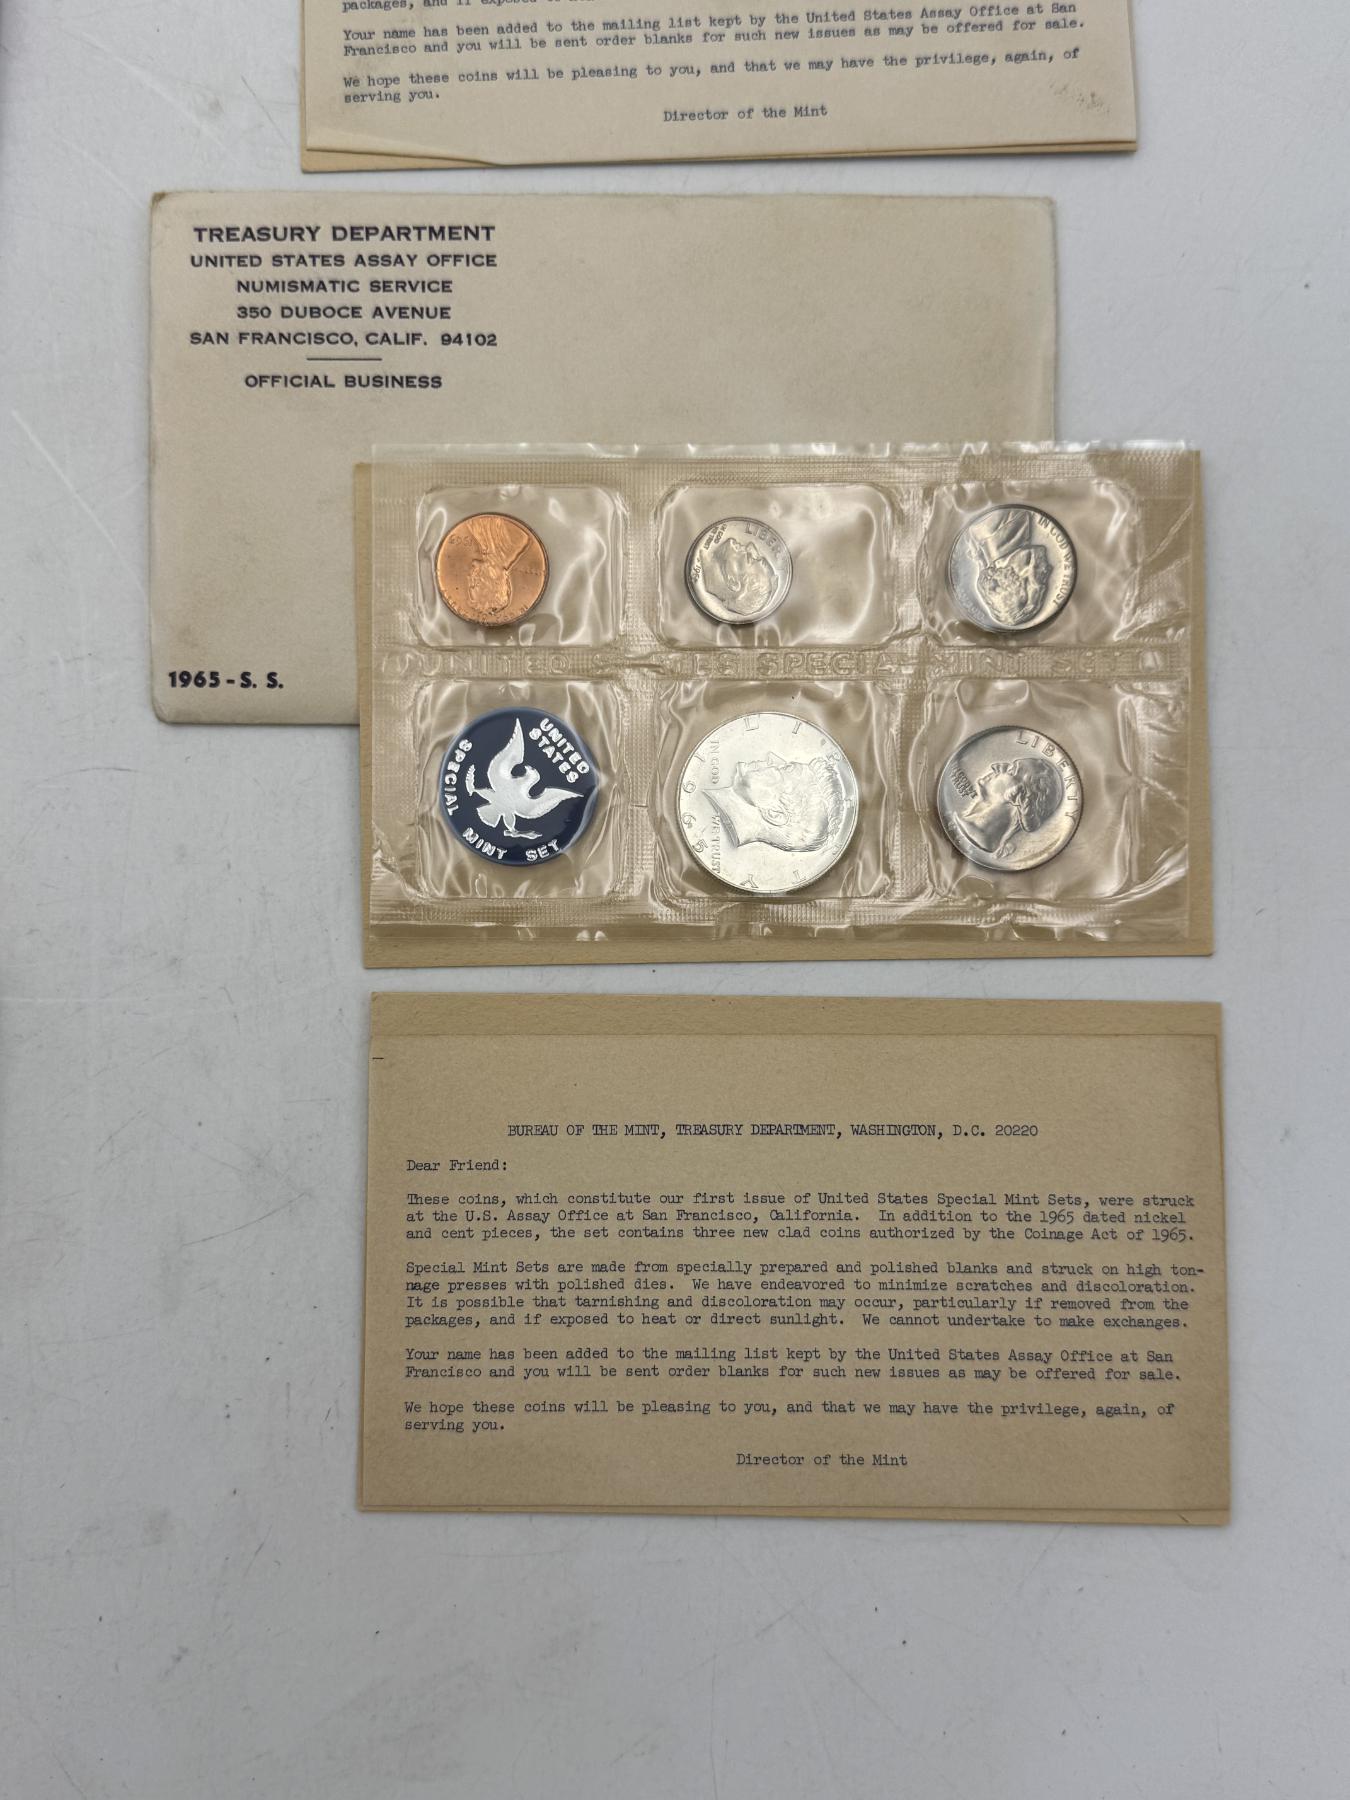 packages, and if exposed to
Your name has been added to the mailing list kept by the United States Assay Office at San
Francisco and you will be sent order blanks for such new issues as may be offered for sale.
We hope these coins will be pleasing to you, and that we may have the privilege, again, of
serving you.
Director of the Mint
TREASURY DEPARTMENT
UNITED STATES ASSAY OFFICE
NUMISMATIC SERVICE
350 DUBOCE AVENUE
SAN FRANCISCO, CALIF. 94102
OFFICIAL BUSINESS
1965-S. S.
1965
LIBER
IN GOD WE TRUST
IN GOD WE TRUST
UNITED STATES SPECIAL MINT SET
UNITED
STATES
SPECIAL MINT SET
LIBERTY
IN GOD WE TRUST
1965
LIBERTY
BUREAU OF THE MINT, TREASURY DEPARTMENT, WASHINGTON, D.C. 20220
Dear Friend:
These coins, which constitute our first issue of United States Special Mint Sets, were struck
at the U.S. Assay Office at San Francisco, California. In addition to the 1965 dated nickel
and cent pieces, the set contains three new clad coins authorized by the Coinage Act of 1965.
Special Mint Sets are made from specially prepared and polished blanks and struck on high ton-
nage presses with polished dies. We have endeavored to minimize scratches and discoloration.
It is possible that tarnishing and discoloration may occur, particularly if removed from the
packages, and if exposed to heat or direct sunlight. We cannot undertake to make exchanges.
Your name has been added to the mailing list kept by the United States Assay Office at San
Francisco and you will be sent order blanks for such new issues as may be offered for sale.
We hope these coins will be pleasing to you, and that we may have the privilege, again, of
serving you.
Director of the Mint